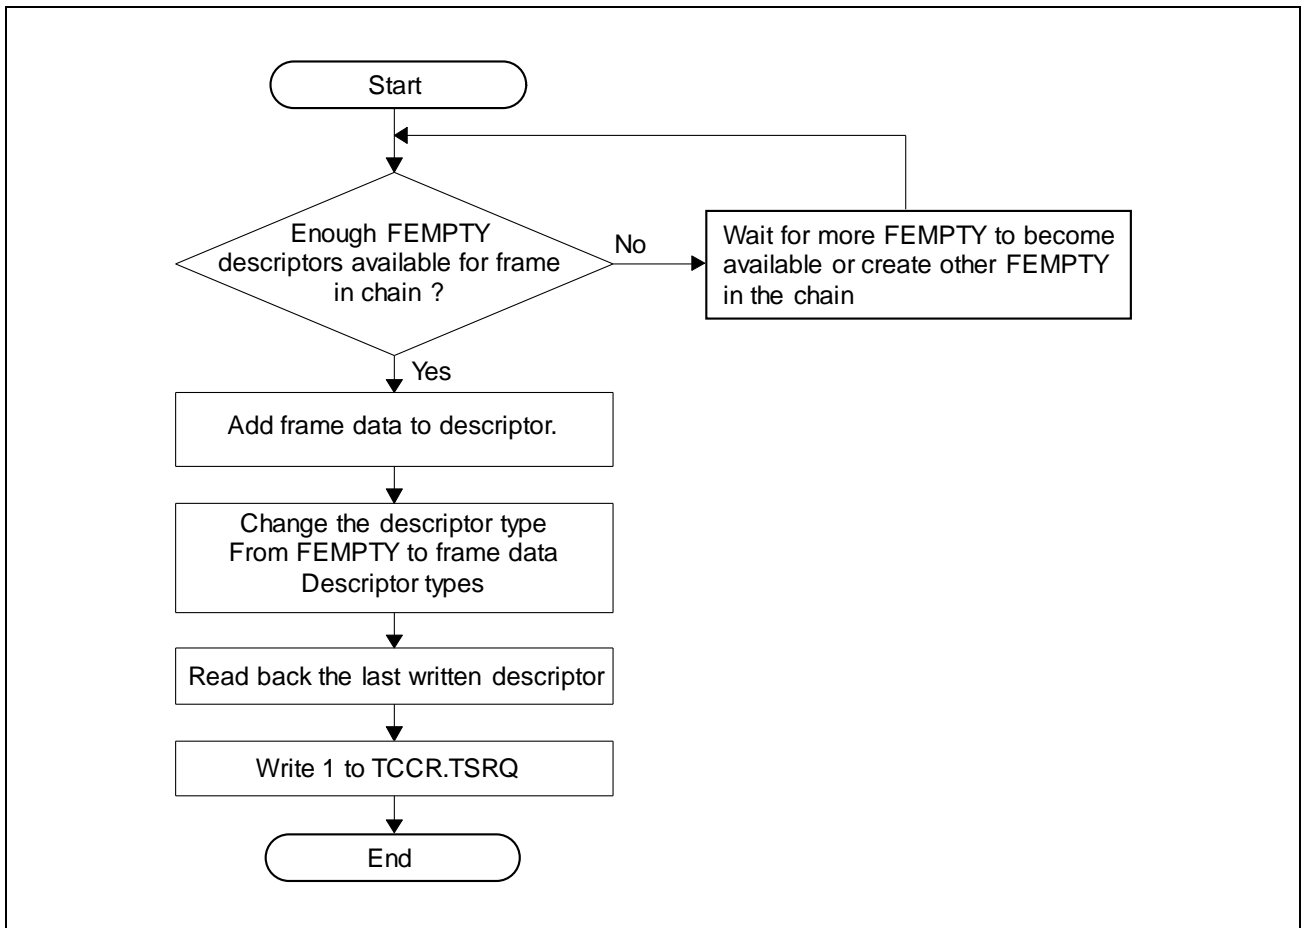 Start
Enough FEMPTY
descriptors available for frame
in chain ?
No
Wait for more FEMPTY to become
available or create other FEMPTY
in the chain
Yes
Add frame data to descriptor.
Change the descriptor type
From FEMPTY to frame data
Descriptor types
Read back the last written descriptor
Write 1 to TCCR.TSRQ
End